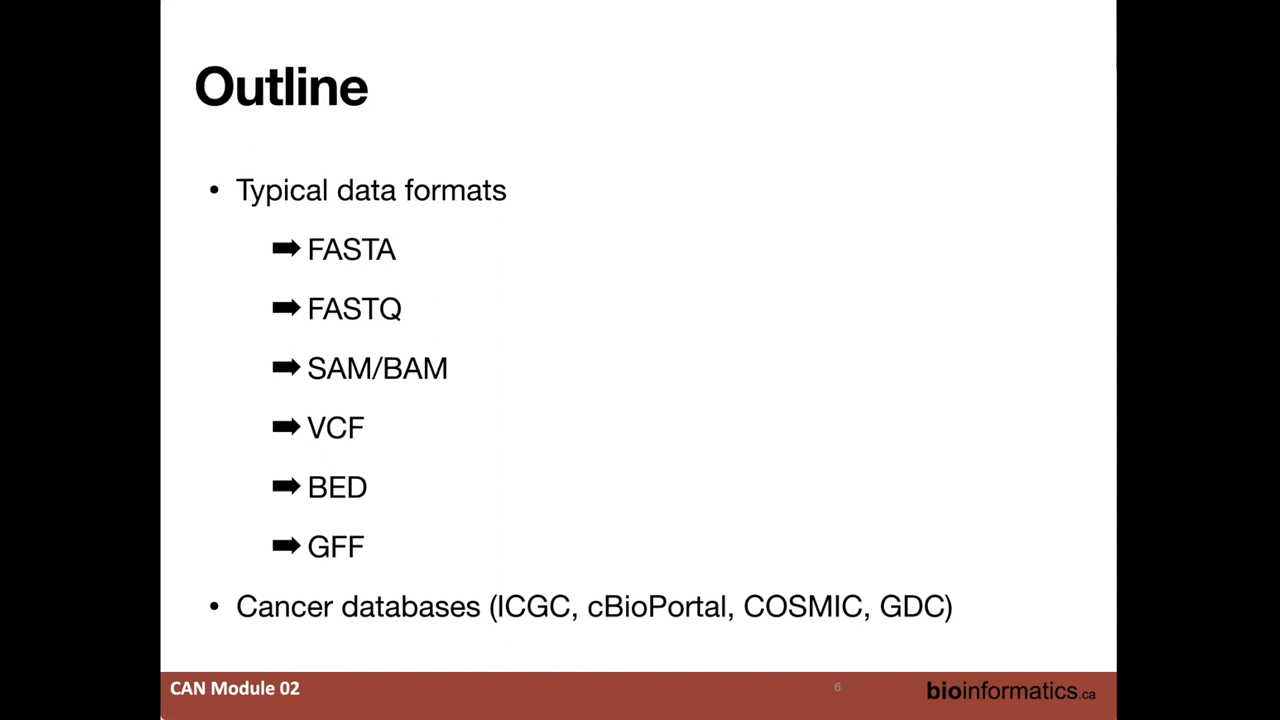 Outline
• Typical data formats
➡ FASTA
➡ FASTQ
➡ SAM/BAM
➡ VCF
➡ BED
➡ GFF
• Cancer databases (ICGC, cBioPortal, COSMIC, GDC)
CAN Module 02
6
bioinformatics.ca